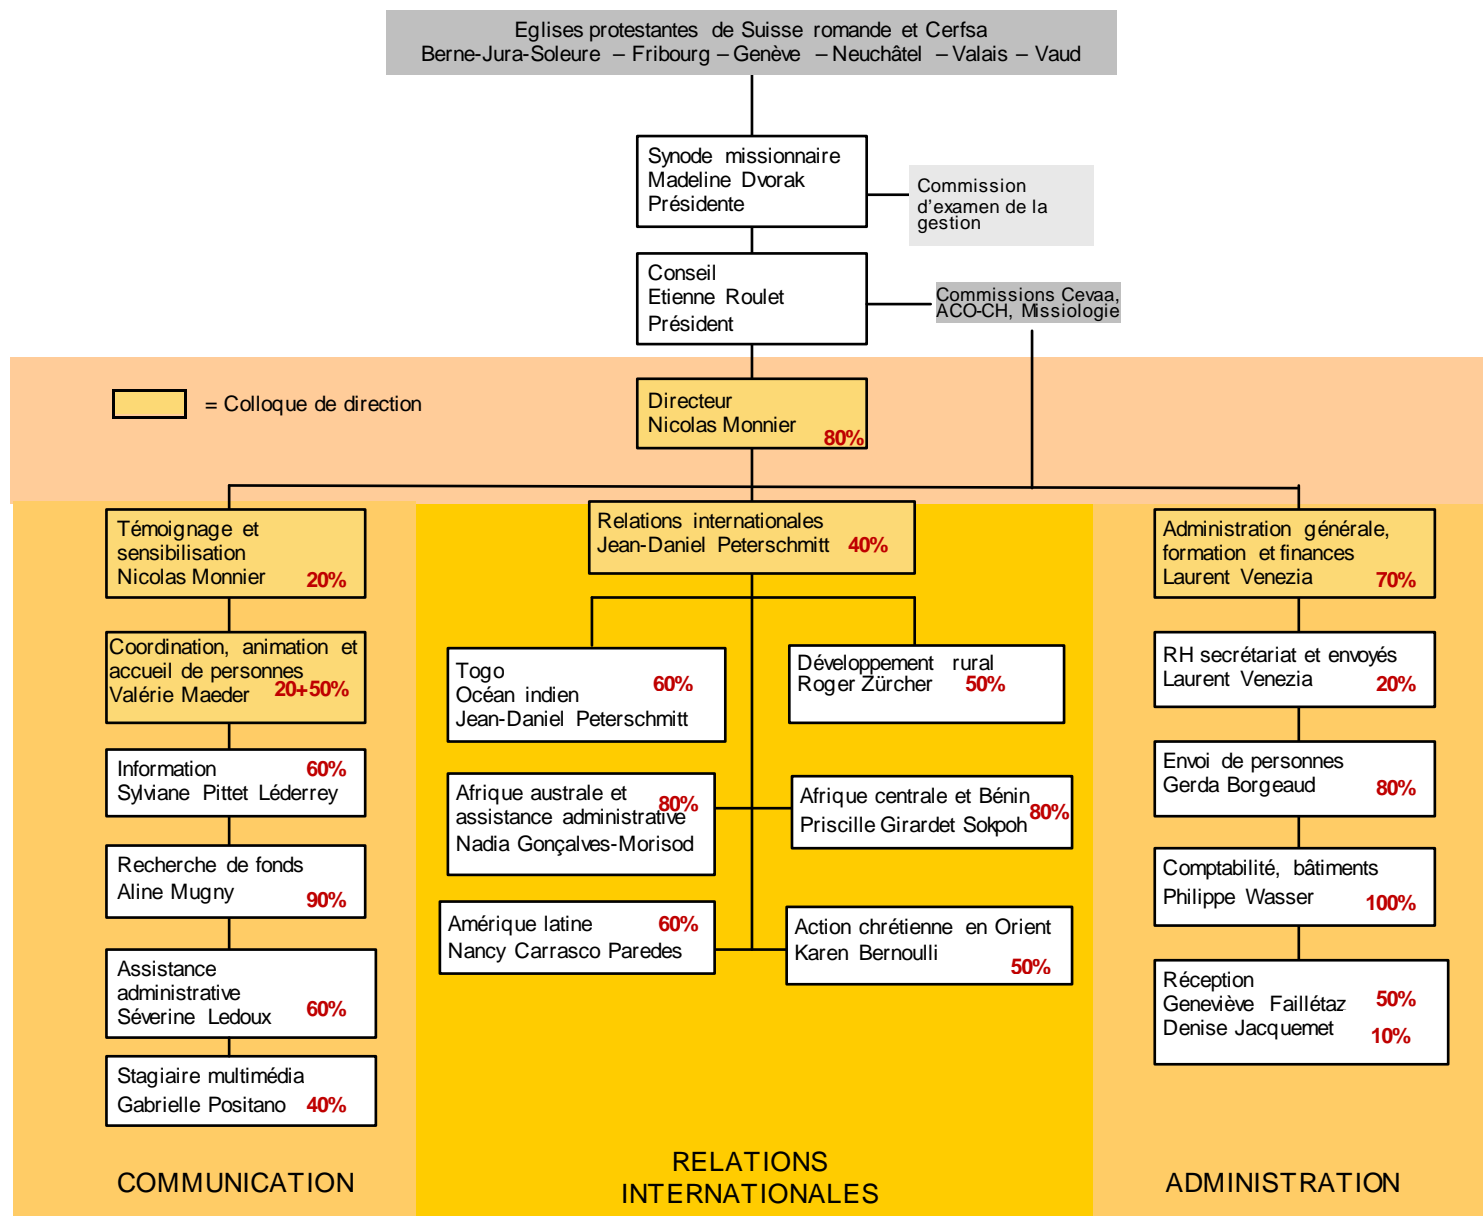 Eglises protestantes de Suisse romande et Cerfsa
Berne-Jura-Soleure – Fribourg – Genève – Neuchâtel – Valais – Vaud
Synode missionnaire
Madeline Dvorak
Présidente
Commission
d'examen de la
gestion
Conseil
Etienne Roulet
Président
Commissions Cevaa,
ACO-CH, Missiologie
= Colloque de direction
Directeur
Nicolas Monnier 80%
Témoignage et
sensibilisation
Nicolas Monnier 20%
Coordination, animation et
accueil de personnes
Valérie Maeder 20+50%
Information 60%
Sylviane Pittet Léderrey
Recherche de fonds
Aline Mugny 90%
Assistance
administrative
Séverine Ledoux 60%
Stagiaire multimédia
Gabrielle Positano 40%
COMMUNICATION
Relations internationales
Jean-Daniel Peterschmitt 40%
Togo
Océan indien 60%
Jean-Daniel Peterschmitt
Développement rural
Roger Zürcher 50%
Afrique australe et
assistance administrative 80%
Nadia Gonçalves-Morisod
Afrique centrale et Bénin
Priscille Girardet Sokpoh 80%
Amérique latine 60%
Nancy Carrasco Paredes
Action chrétienne en Orient
Karen Bernoulli
50%
RELATIONS
INTERNATIONALES
Administration générale,
formation et finances
Laurent Venezia 70%
RH secrétariat et envoyés
Laurent Venezia 20%
Envoi de personnes
Gerda Borgeaud 80%
Comptabilité, bâtiments
Philippe Wasser 100%
Réception
Geneviève Faillétaz 50%
Denise Jacquemet 10%
ADMINISTRATION